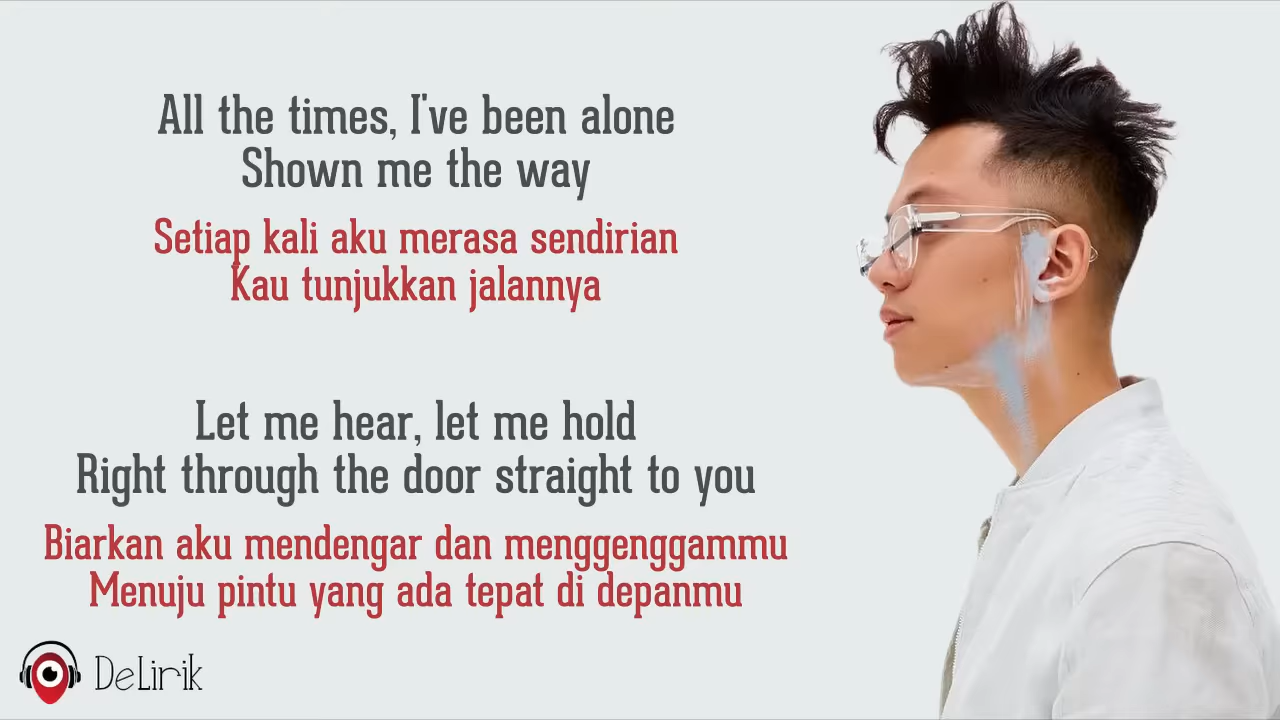 All the times, I've been alone
Shown me the way
Setiap kali aku merasa sendirian
Kau tunjukkan jalannya
Let me hear, let me hold
Right through the door straight to you
Biarkan aku mendengar dan menggenggammu
Menuju pintu yang ada tepat di depanmu
DeLirik